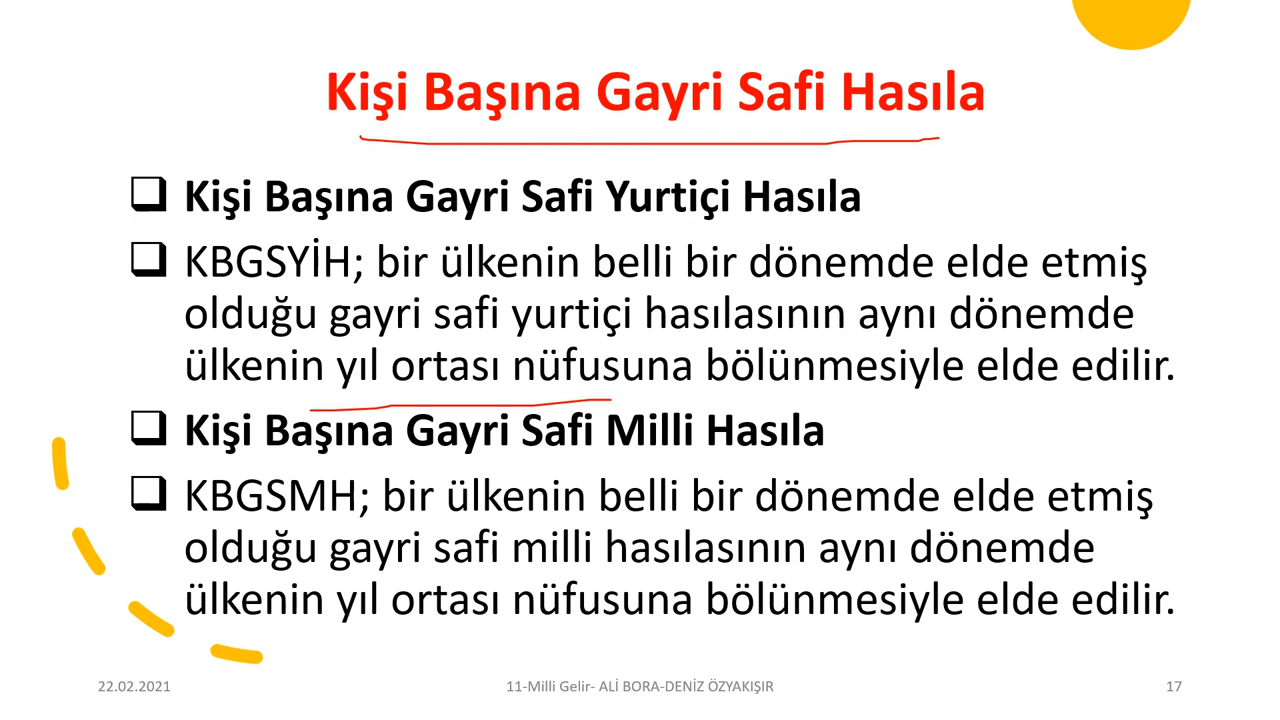 Kişi Başına Gayri Safi Hasıla
❑ Kişi Başına Gayri Safi Yurtiçi Hasıla
❑ KBGSYİH; bir ülkenin belli bir dönemde elde etmiş
olduğu gayri safi yurtiçi hasılasının aynı dönemde
ülkenin yıl ortası nüfusuna bölünmesiyle elde edilir.
❑ Kişi Başına Gayri Safi Milli Hasıla
❑ KBGSMH; bir ülkenin belli bir dönemde elde etmiş
olduğu gayri safi milli hasılasının aynı dönemde
ülkenin yıl ortası nüfusuna bölünmesiyle elde edilir.
22.02.2021 11-Milli Gelir- ALİ BORA-DENİZ ÖZYAKIŞIR 17